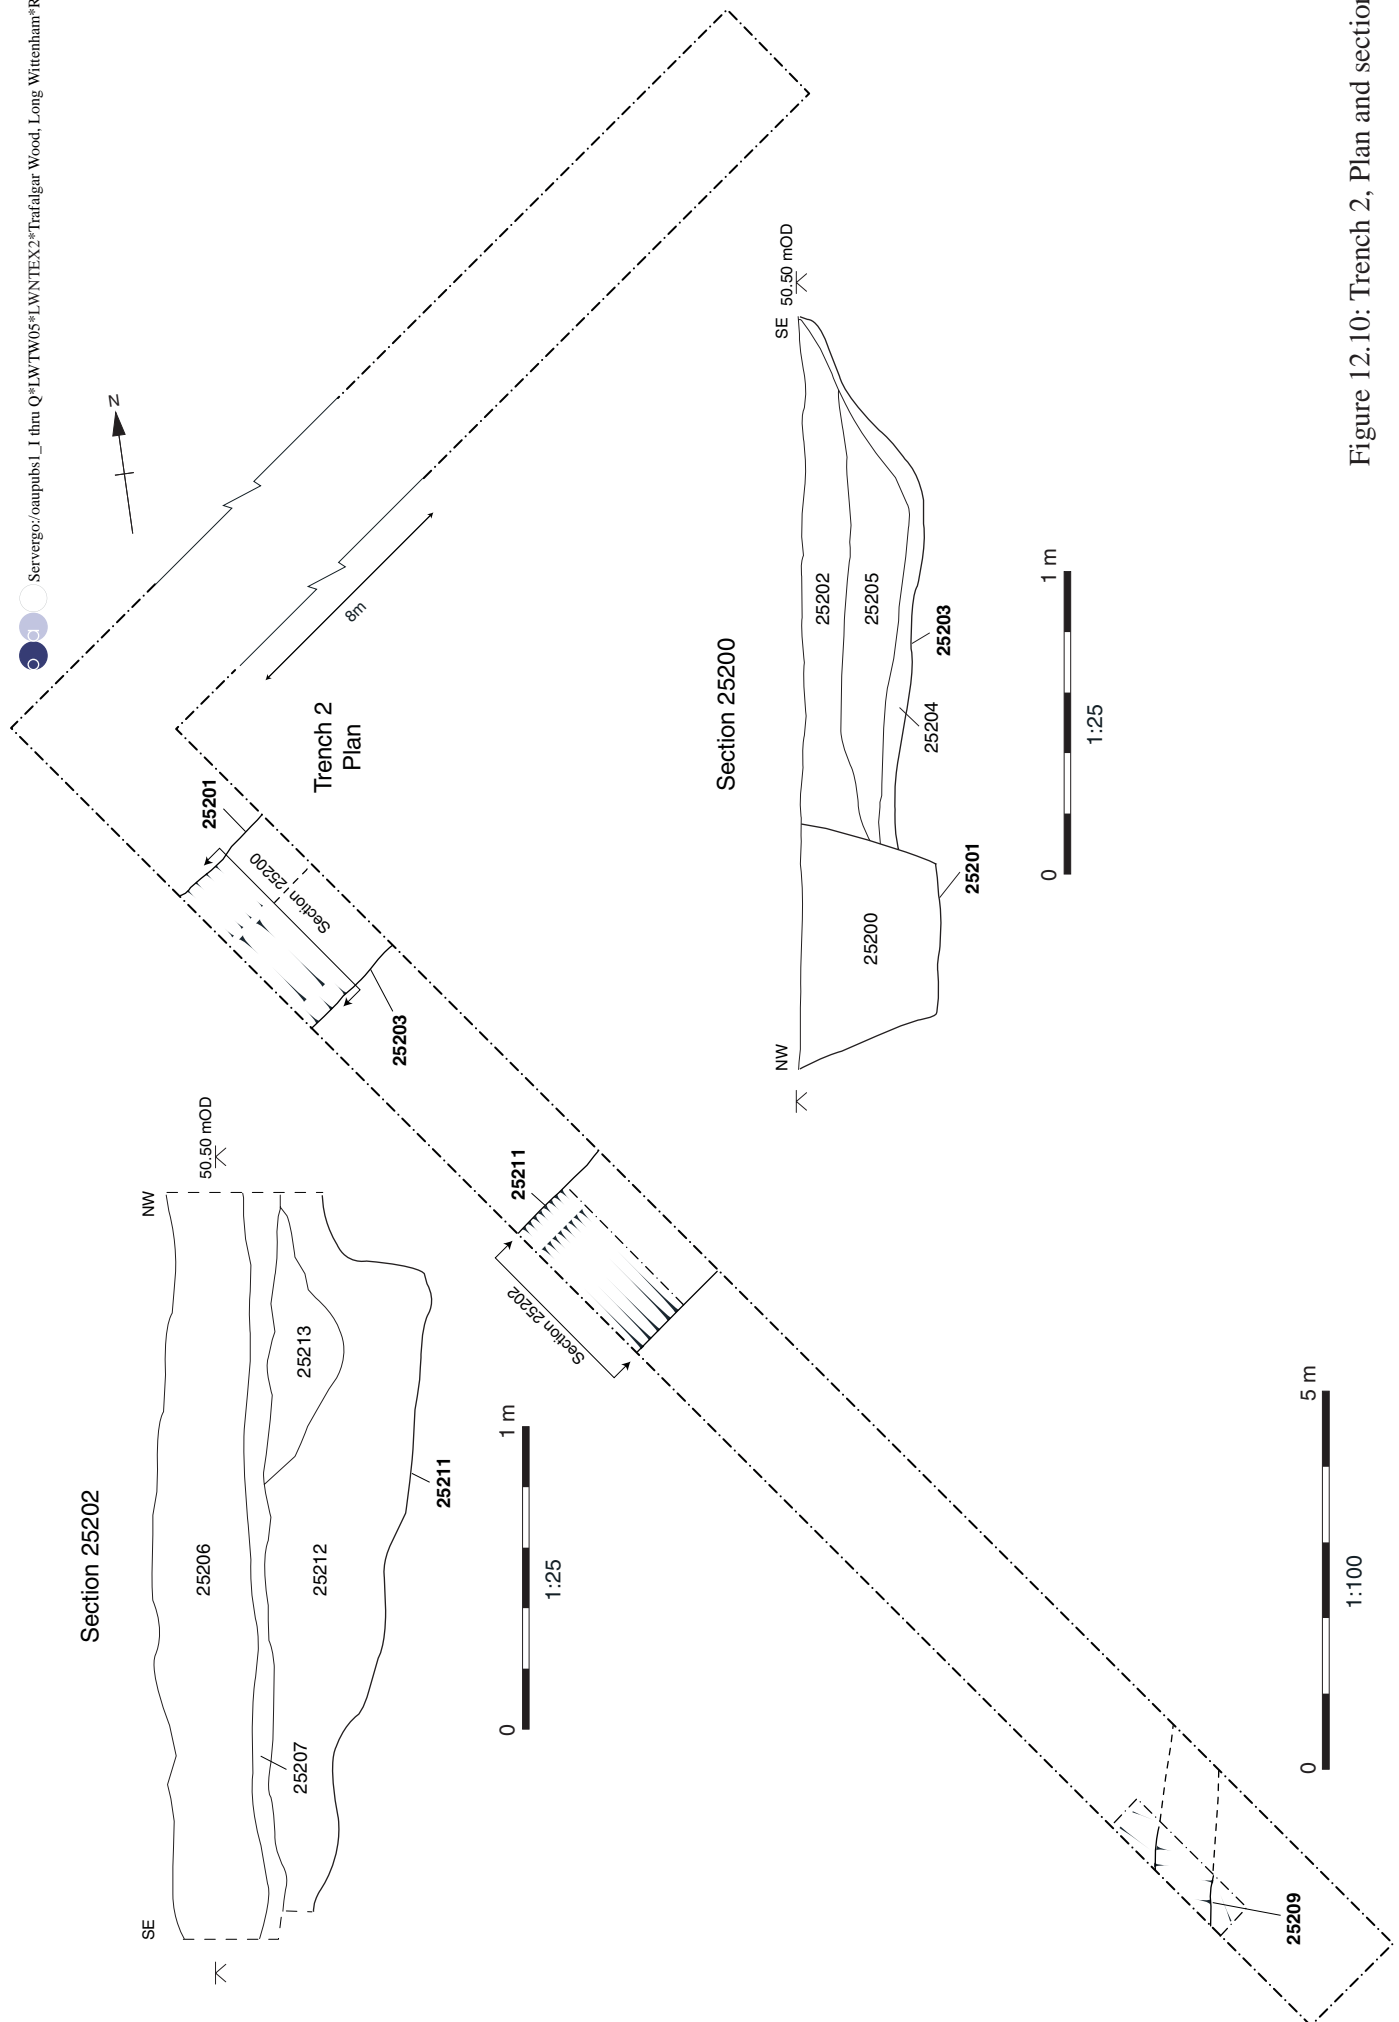 Servergo:/oaupubs1_I thru Q*LWTW05*LWNTEX2*Trafalgar Wood, Long Wittenham*R
oa
N
8m
Trench 2
Plan
25201
Section 25200
25203
25211
Section 25202
25209
0
5 m
1:100
Section 25202
SE
NW
50.50 mOD
25206
25207
25212
25213
25211
0
1 m
1:25
Section 25200
NW
SE
50.50 mOD
25200
25201
25202
25205
25204
25203
0
1 m
1:25
Figure 12.10: Trench 2, Plan and section